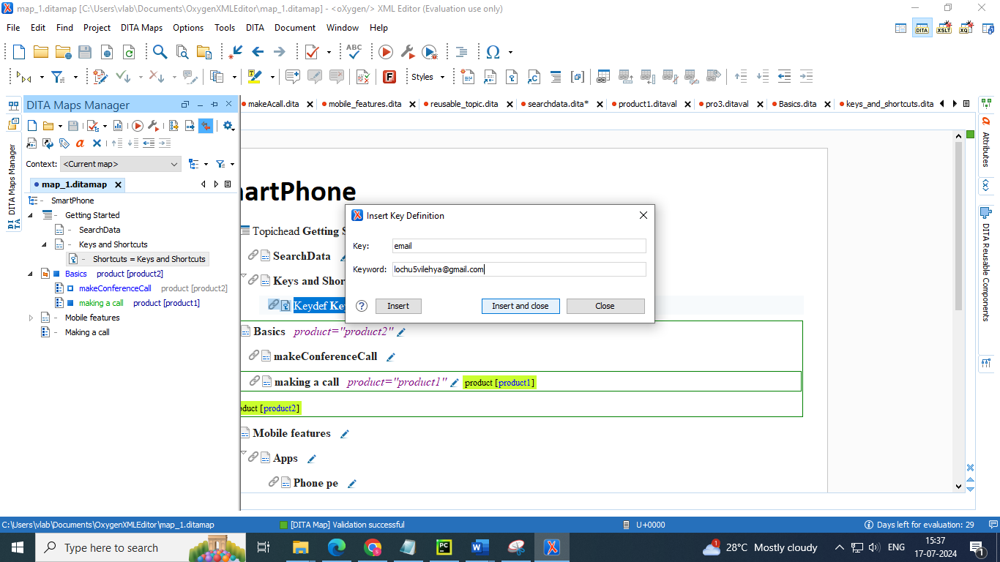 map_1.ditamap [C:\Users\vlab\Documents\OxygenXMLEditor\map_1.ditamap] - <oXygen/> XML Editor (Evaluation use only)
File Edit Find Project DITA Maps Options Tools DITA Document Window Help
DITA XSLT XQ
ABC
Styles
DITA Maps Manager
makeAcall.dita mobile_features.dita reusable_topic.dita searchdata.dita* product1.ditaval pro3.ditaval Basics.dita keys_and_shortcuts.dita
Context: <Current map>
map_1.ditamap
SmartPhone
Getting Started
SearchData
Keys and Shortcuts
Shortcuts = Keys and Shortcuts
Basics product [product2]
makeConferenceCall product [product2]
making a call product [product1]
Mobile features
Making a call
DITA Maps Manager
DITA
artPhone
Topichead Getting S
SearchData
Keys and Shor
Keydef Key
Basics product="product2"
makeConferenceCall
making a call product="product1" product [product1]
duct [product2]
Mobile features
Apps
Phone pe
Insert Key Definition
Key: email
Keyword: lochu5vilehya@gmail.com
? Insert Insert and close Close
Attributes
DITA Reusable Components
C:\Users\vlab\Documents\OxygenXMLEditor\map_1.ditamap [DITA Map] Validation successful U+0000 Days left for evaluation: 29
Type here to search
28°C Mostly cloudy
ENG
15:37
17-07-2024